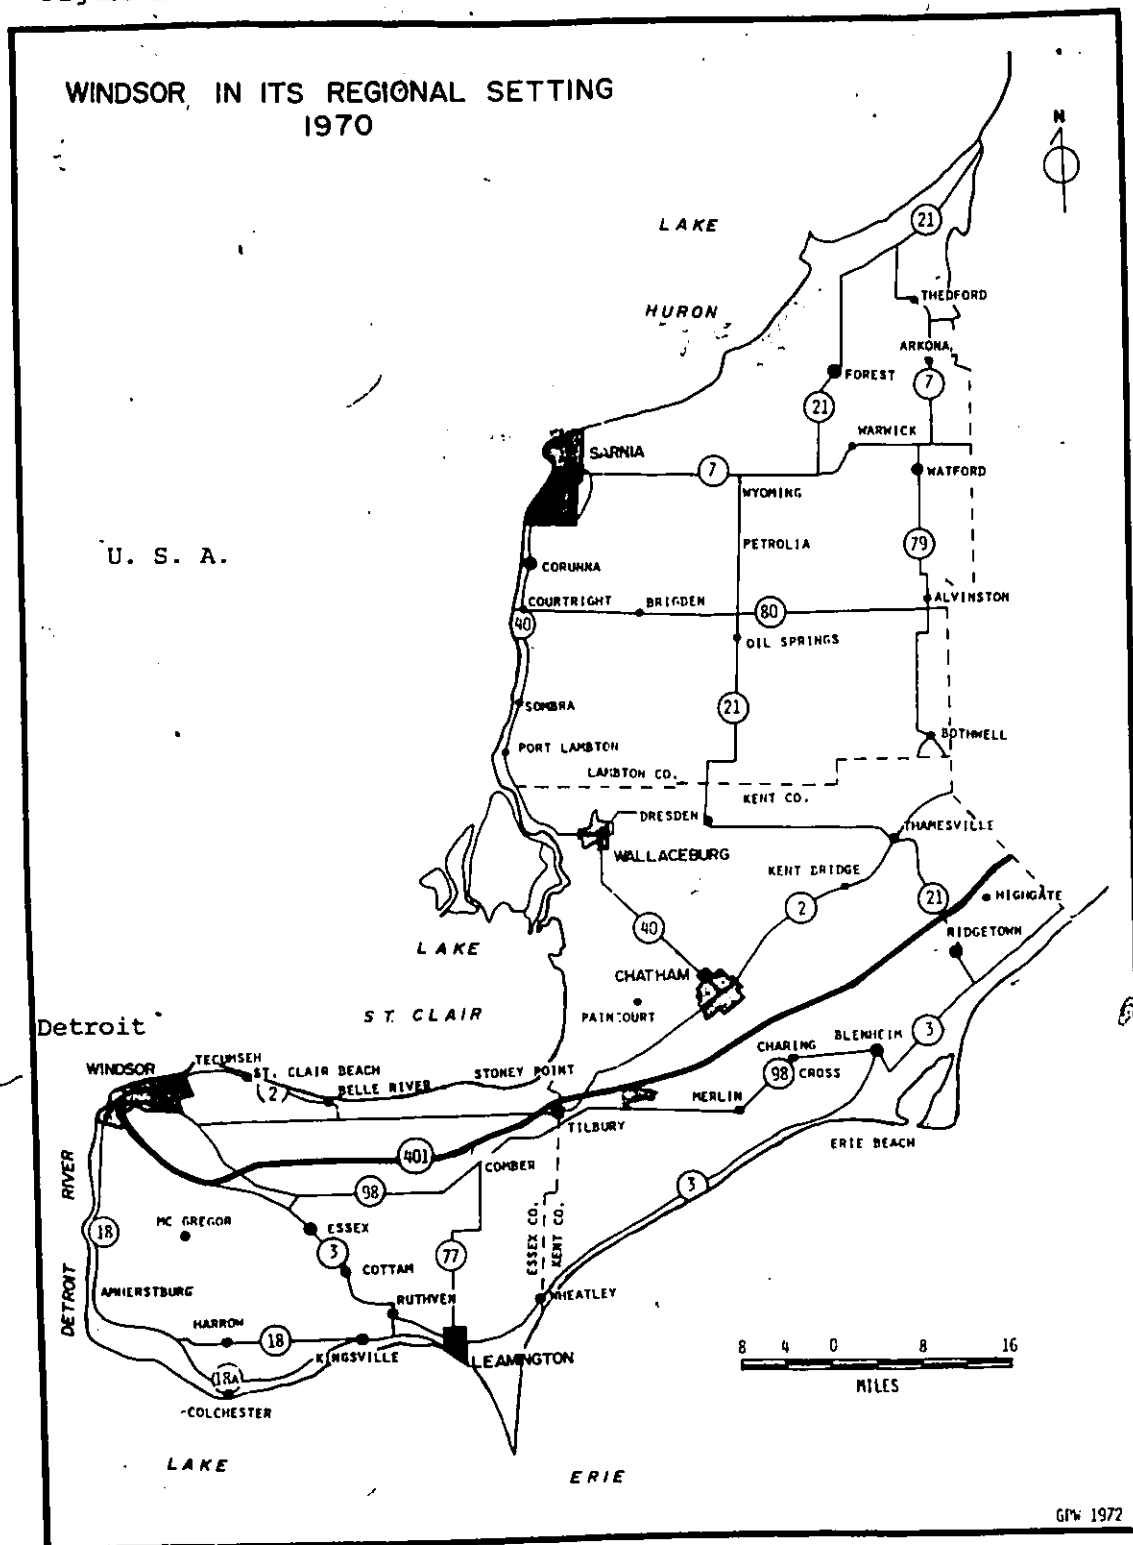 WINDSOR IN ITS REGIONAL SETTING
1970
N
LAKE
HURON
21
THEDFORD
ARKONA
FOREST
7
21
WARWICK
SARNIA
7
WATFORD
WYOMING
PETROLIA
79
U. S. A.
CORUNNA
COURTRIGHT
BRIGDEN
80
ALVINSTON
40
OIL SPRINGS
SOMBRA
21
PORT LAMBTON
BOTHWELL
LAMBTON CO.
KENT CO.
DRESDEN
THAMESVILLE
WALLACEBURG
KENT BRIDGE
2
21
HIGHGATE
40
RIDGETOWN
LAKE
ST. CLAIR
CHATHAM
PAINCOURT
Detroit
BLENHEIM
3
CHARING
CROSS
98
WINDSOR
TECUMSEH
ST. CLAIR BEACH
(2)
BELLE RIVER
STONEY POINT
MERLIN
TILBURY
ERIE BEACH
401
COMBER
98
3
DETROIT RIVER
18
MC GREGOR
ESSEX
3
COTTAM
77
ESSEX CO.
KENT CO.
AMHERSTBURG
RUTHVEN
WHEATLEY
HARROW
18
KINGSVILLE
LEAMINGTON
18A
COLCHESTER
8 4 0 8 16
MILES
LAKE
ERIE
GPW 1972